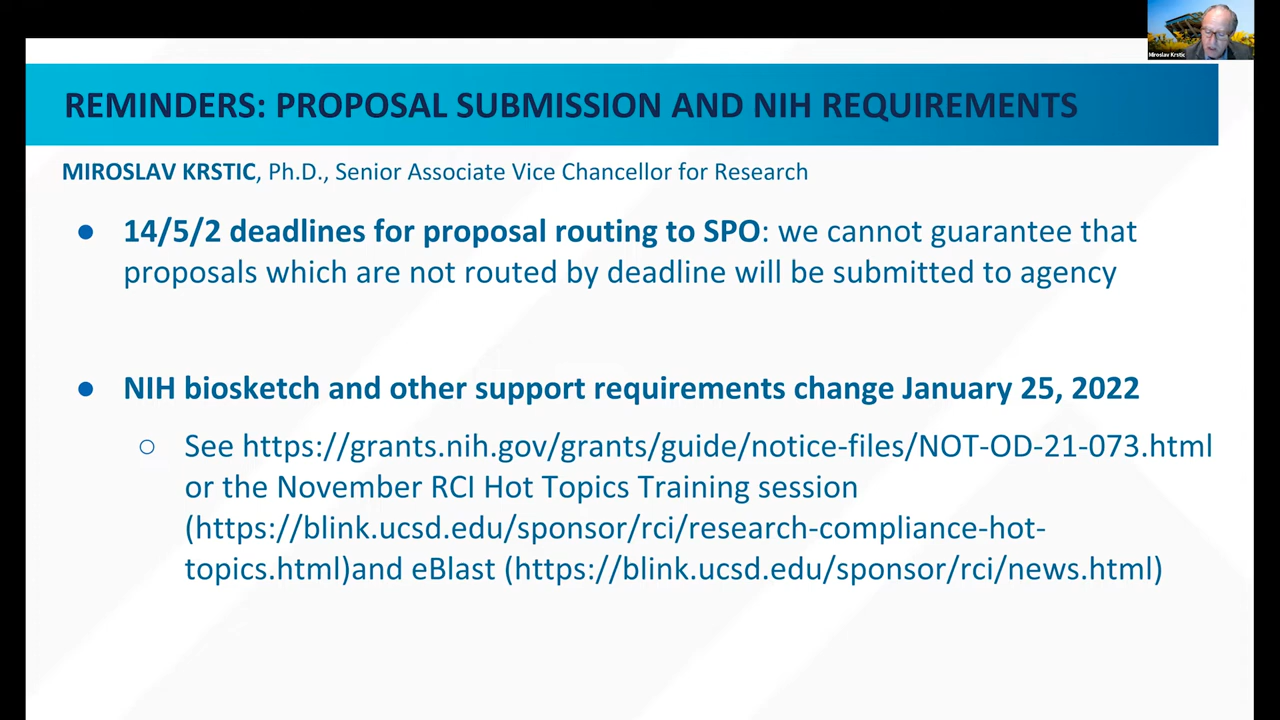 Miroslav Krstic
REMINDERS: PROPOSAL SUBMISSION AND NIH REQUIREMENTS
MIROSLAV KRSTIC, Ph.D., Senior Associate Vice Chancellor for Research
● 14/5/2 deadlines for proposal routing to SPO: we cannot guarantee that
proposals which are not routed by deadline will be submitted to agency
● NIH biosketch and other support requirements change January 25, 2022
○ See https://grants.nih.gov/grants/guide/notice-files/NOT-OD-21-073.html
or the November RCI Hot Topics Training session
(https://blink.ucsd.edu/sponsor/rci/research-compliance-hot-
topics.html)and eBlast (https://blink.ucsd.edu/sponsor/rci/news.html)